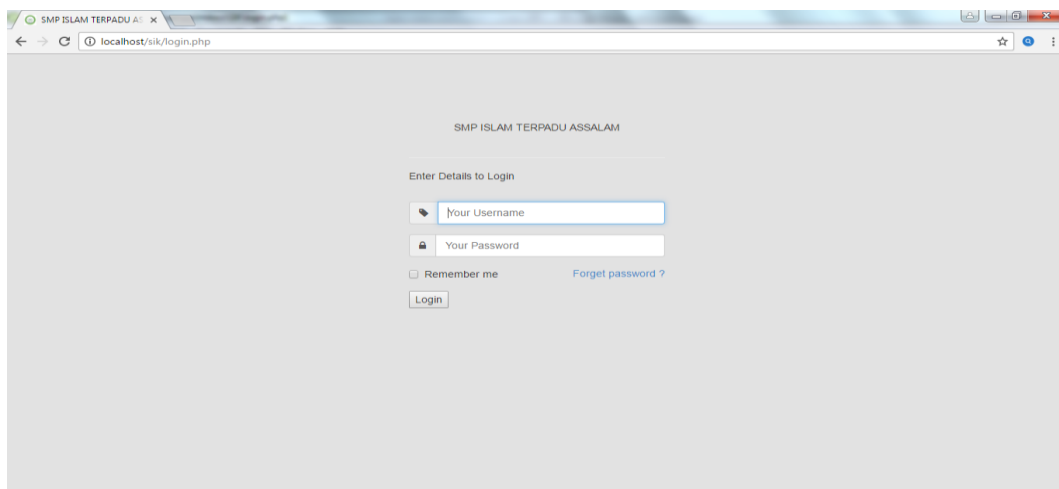 SMP ISLAM TERPADU AS
localhost/sik/login.php
SMP ISLAM TERPADU ASSALAM
Enter Details to Login
Your Username
Your Password
Remember me Forget password ?
Login